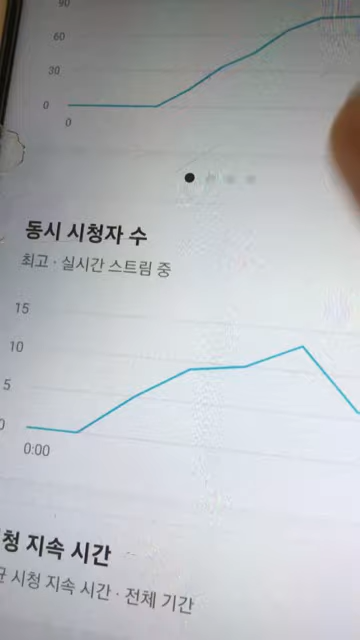 90
60
30
0
0
동시 시청자 수
최고 · 실시간 스트림 중
15
10
5
0
0:00
청 지속 시간
시청 지속 시간 · 전체 기간